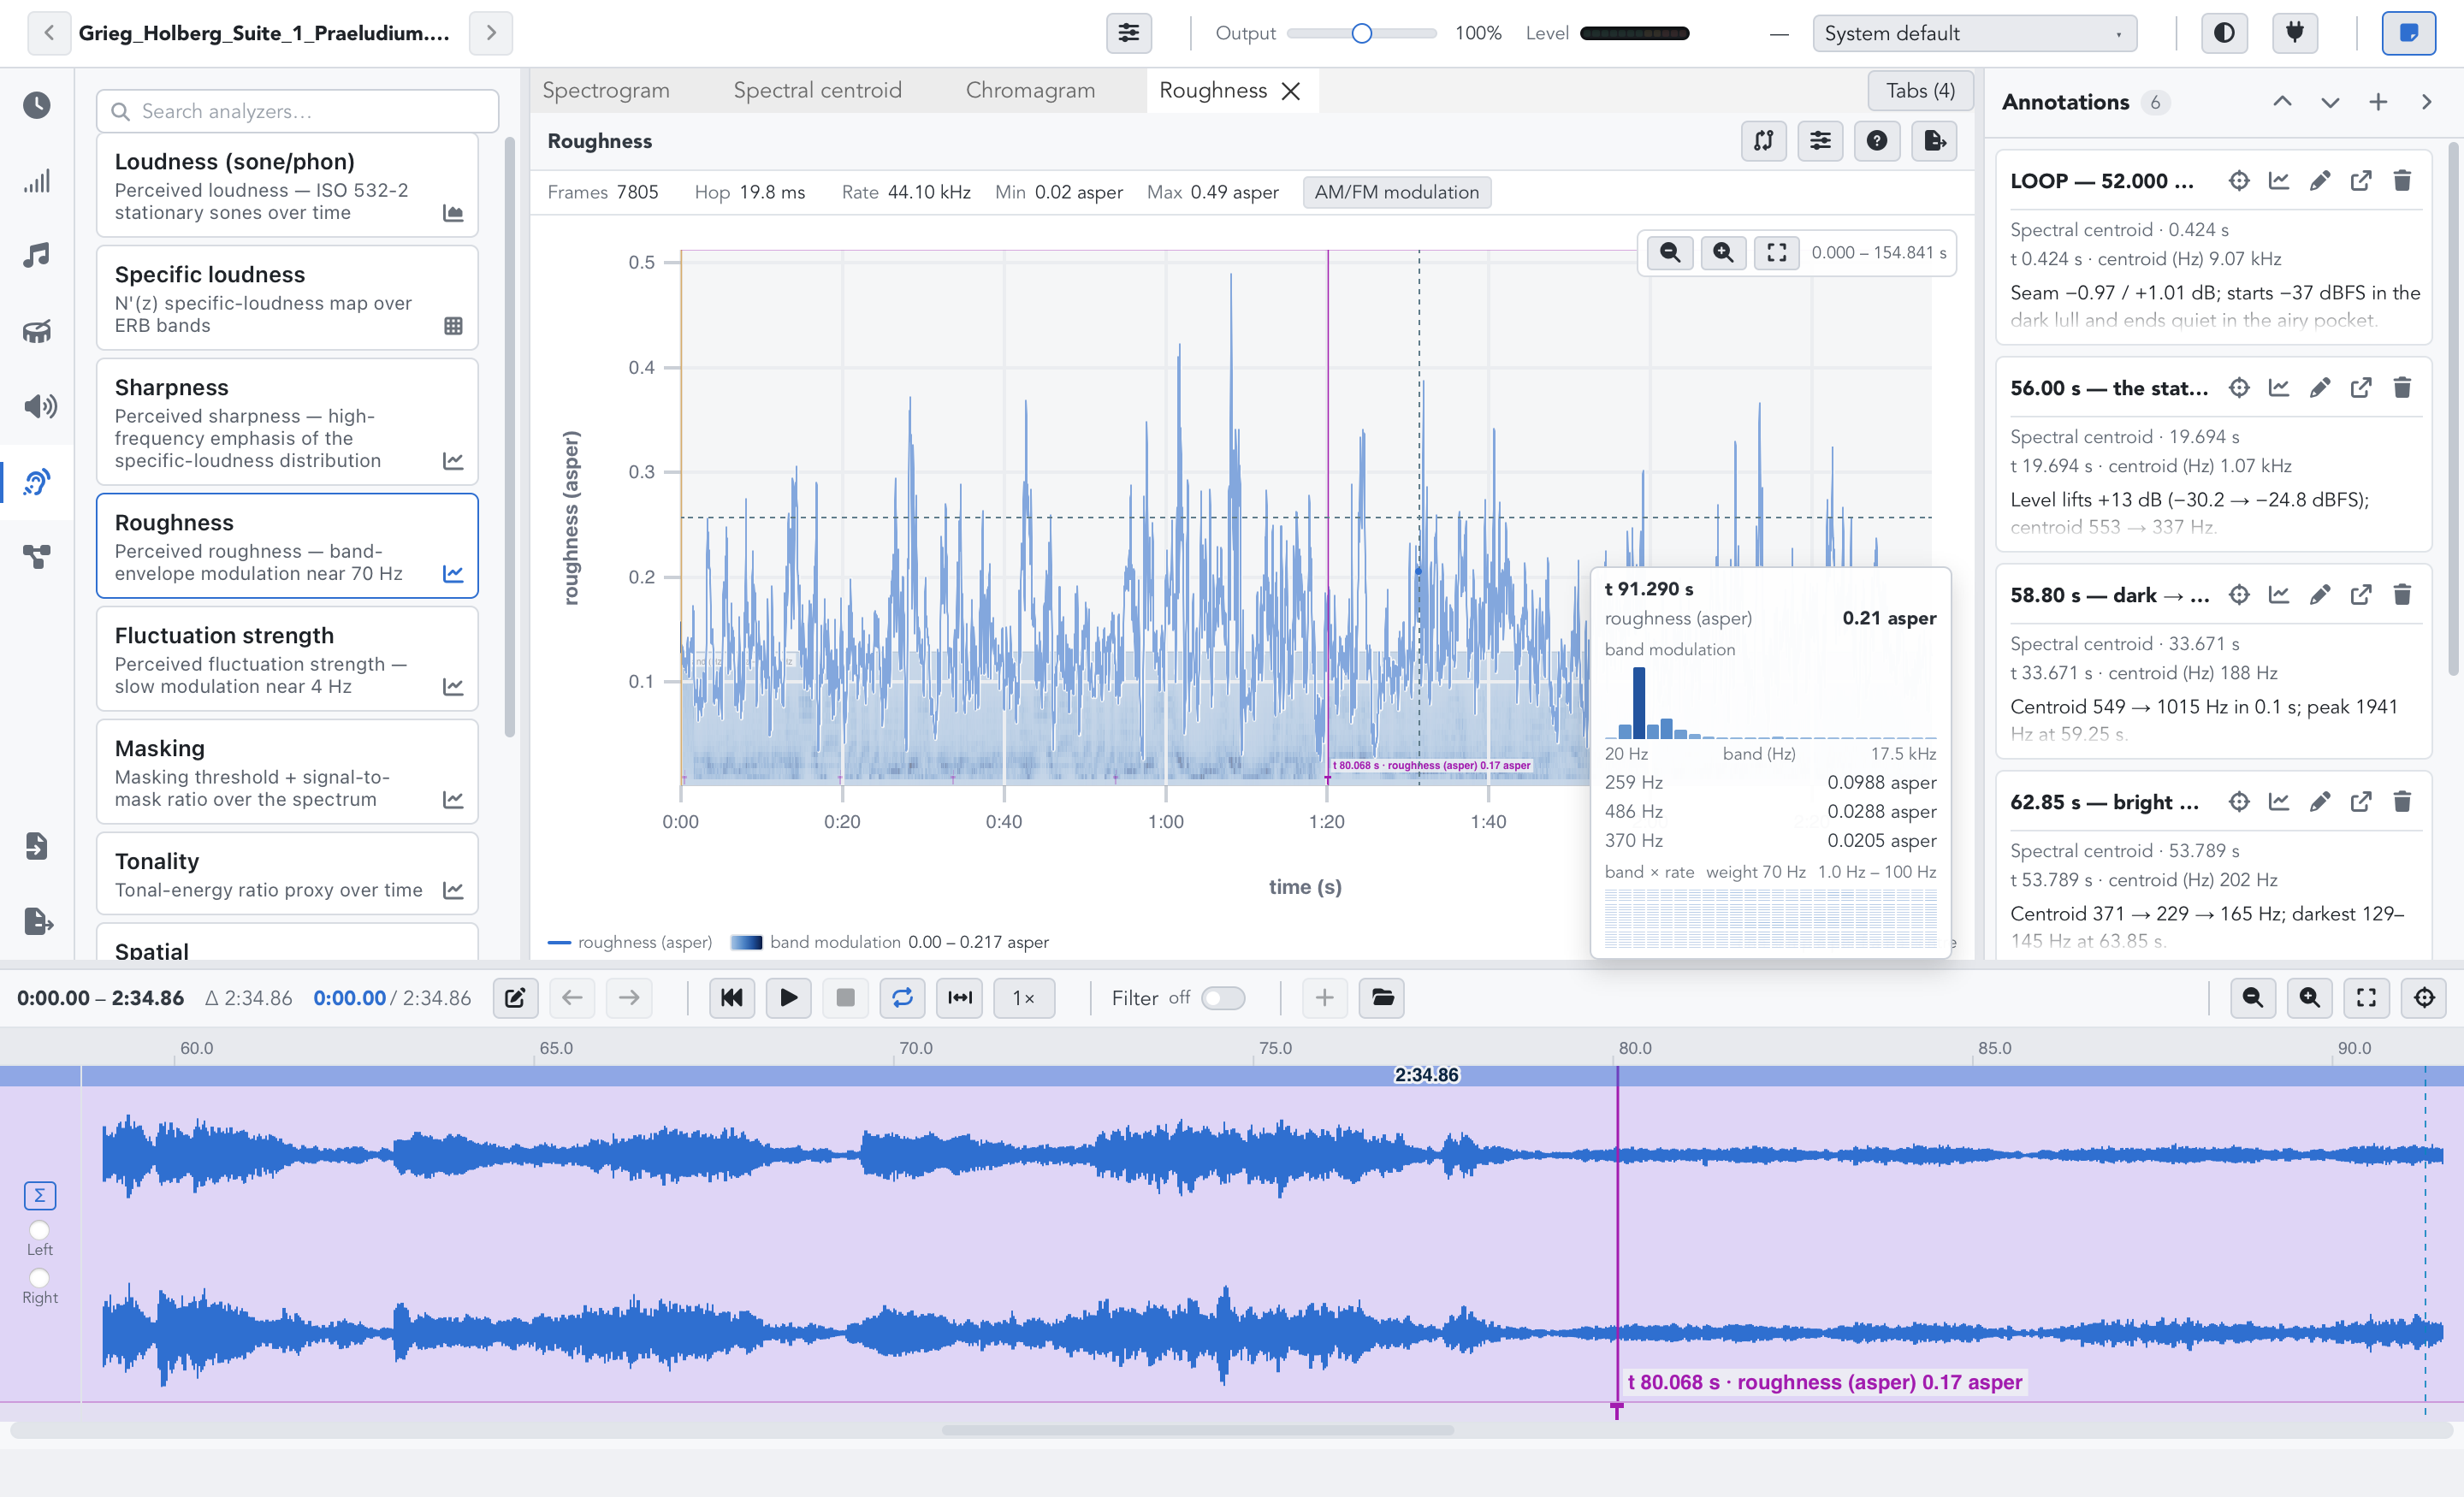 Grieg_Holberg_Suite_1_Praeludium....
Output 100% Level — System default
Search analyzers...
Loudness (sone/phon)
Perceived loudness — ISO 532-2
stationary sones over time
Specific loudness
N'(z) specific-loudness map over
ERB bands
Sharpness
Perceived sharpness — high-
frequency emphasis of the
specific-loudness distribution
Roughness
Perceived roughness — band-
envelope modulation near 70 Hz
Fluctuation strength
Perceived fluctuation strength —
slow modulation near 4 Hz
Masking
Masking threshold + signal-to-
mask ratio over the spectrum
Tonality
Tonal-energy ratio proxy over time
Spatial
Spectrogram Spectral centroid Chromagram Roughness Tabs (4)
Roughness
Frames 7805 Hop 19.8 ms Rate 44.10 kHz Min 0.02 asper Max 0.49 asper AM/FM modulation
0.000 – 154.841 s
0.5
0.4
0.3
0.2
0.1
roughness (asper)
t 80.068 s · roughness (asper) 0.17 asper
0:00 0:20 0:40 1:00 1:20 1:40
time (s)
roughness (asper) band modulation 0.00 – 0.217 asper
t 91.290 s
roughness (asper) 0.21 asper
band modulation
20 Hz band (Hz) 17.5 kHz
259 Hz 0.0988 asper
486 Hz 0.0288 asper
370 Hz 0.0205 asper
band × rate weight 70 Hz 1.0 Hz – 100 Hz
Annotations 6
LOOP — 52.000 ...
Spectral centroid · 0.424 s
t 0.424 s · centroid (Hz) 9.07 kHz
Seam −0.97 / +1.01 dB; starts −37 dBFS in the
dark lull and ends quiet in the airy pocket.
56.00 s — the stat...
Spectral centroid · 19.694 s
t 19.694 s · centroid (Hz) 1.07 kHz
Level lifts +13 dB (−30.2 → −24.8 dBFS);
centroid 553 → 337 Hz.
58.80 s — dark → ...
Spectral centroid · 33.671 s
t 33.671 s · centroid (Hz) 188 Hz
Centroid 549 → 1015 Hz in 0.1 s; peak 1941
Hz at 59.25 s.
62.85 s — bright ...
Spectral centroid · 53.789 s
t 53.789 s · centroid (Hz) 202 Hz
Centroid 371 → 229 → 165 Hz; darkest 129–
145 Hz at 63.85 s.
0:00.00 – 2:34.86 Δ 2:34.86 0:00.00 / 2:34.86 1× Filter off
60.0 65.0 70.0 75.0 80.0 85.0 90.0
2:34.86
Σ
Left
Right
t 80.068 s · roughness (asper) 0.17 asper